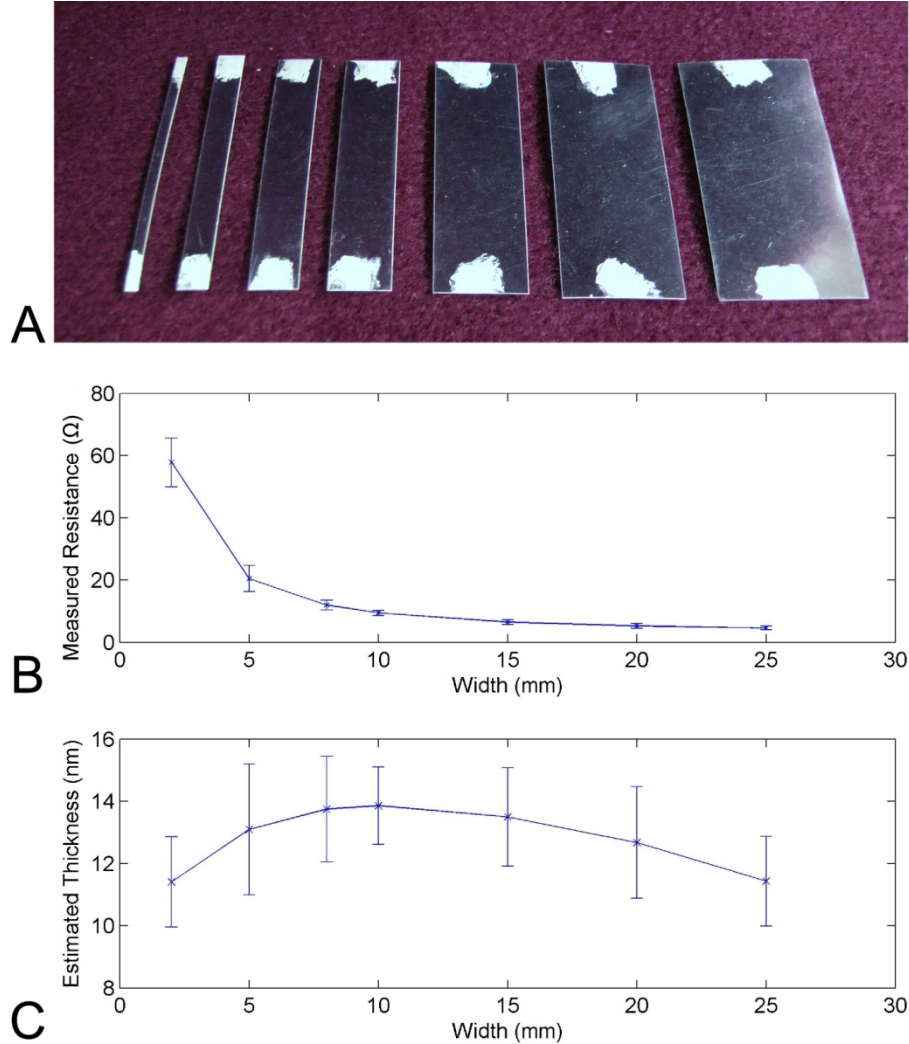 A
80
60
40
20
0
Measured Resistance (Ω)
0 5 10 15 20 25 30
Width (mm)
B
16
14
12
10
8
Estimated Thickness (nm)
0 5 10 15 20 25 30
Width (mm)
C